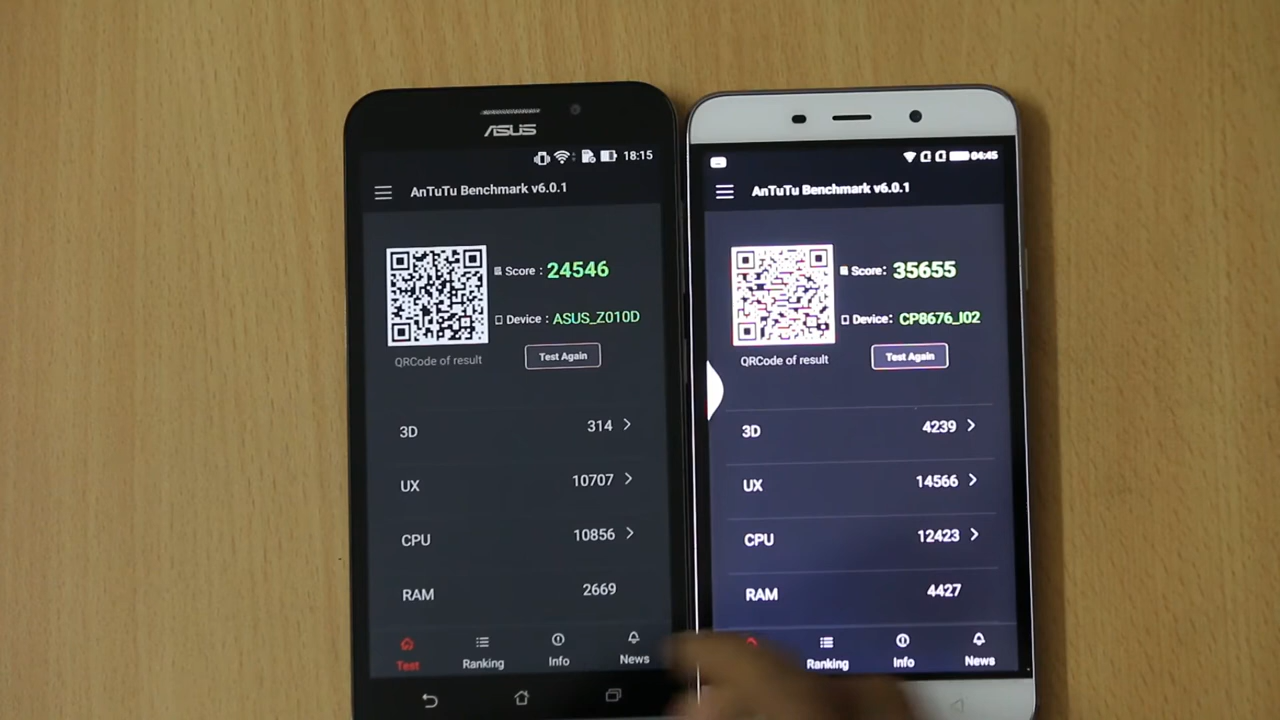 ASUS
18:15
AnTuTu Benchmark v6.0.1
Score : 24546
Device : ASUS_Z010D
QRCode of result
Test Again
3D 314
UX 10707
CPU 10856
RAM 2669
Test
Ranking
Info
News
04:45
AnTuTu Benchmark v6.0.1
Score: 35655
Device: CP8676_I02
QRCode of result
Test Again
3D 4239
UX 14566
CPU 12423
RAM 4427
Ranking
Info
News